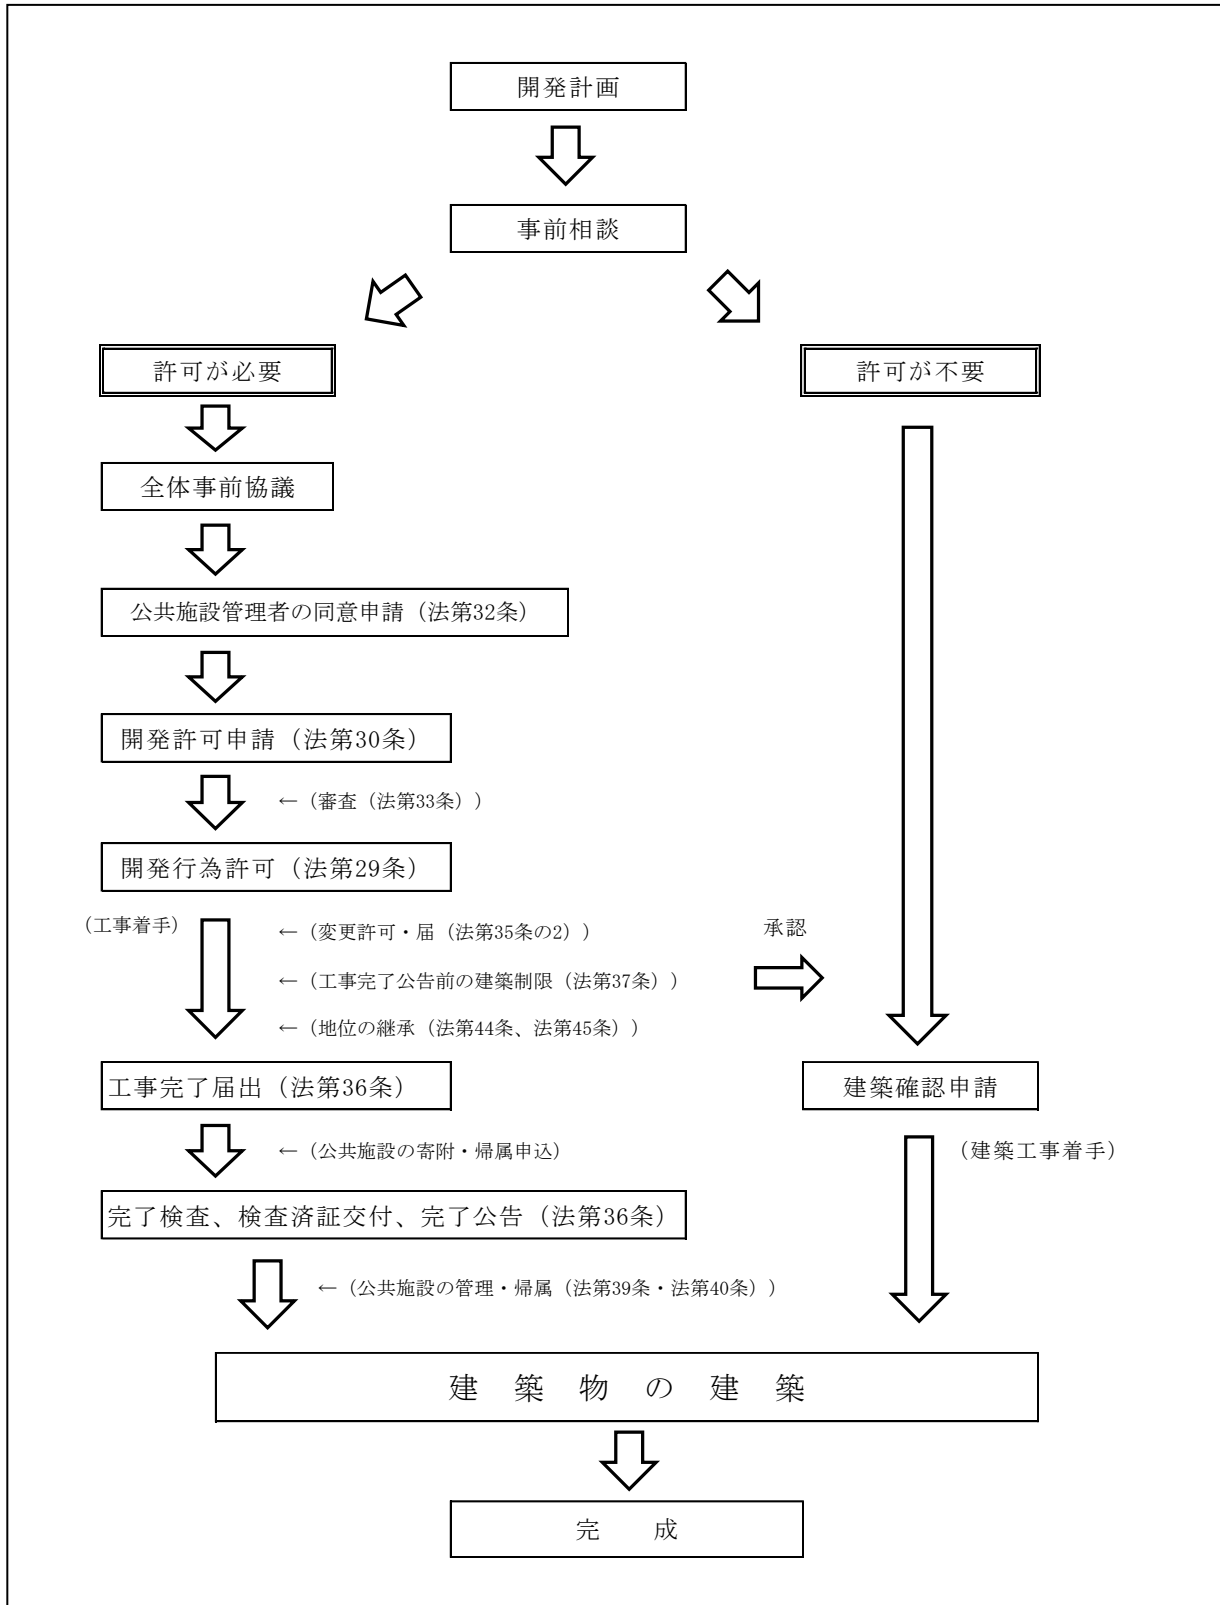 開発計画
事前相談
許可が必要
許可が不要
全体事前協議
公共施設管理者の同意申請（法第32条）
開発許可申請（法第30条）
←（審査（法第33条））
開発行為許可（法第29条）
（工事着手）
←（変更許可・届（法第35条の2））
承認
←（工事完了公告前の建築制限（法第37条））
←（地位の継承（法第44条、法第45条））
工事完了届出（法第36条）
建築確認申請
←（公共施設の寄附・帰属申込）
（建築工事着手）
完了検査、検査済証交付、完了公告（法第36条）
←（公共施設の管理・帰属（法第39条・法第40条））
建築物の建築
完成